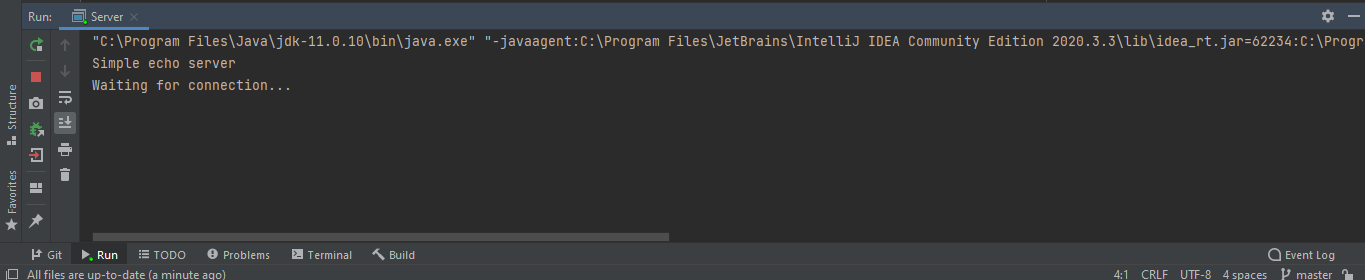 Run: Server
"C:\Program Files\Java\jdk-11.0.10\bin\java.exe" "-javaagent:C:\Program Files\JetBrains\IntelliJ IDEA Community Edition 2020.3.3\lib\idea_rt.jar=62234:C:\Progr
Simple echo server
Waiting for connection...
Structure
Favorites
Git Run TODO Problems Terminal Build Event Log
All files are up-to-date (a minute ago) 4:1 CRLF UTF-8 4 spaces master